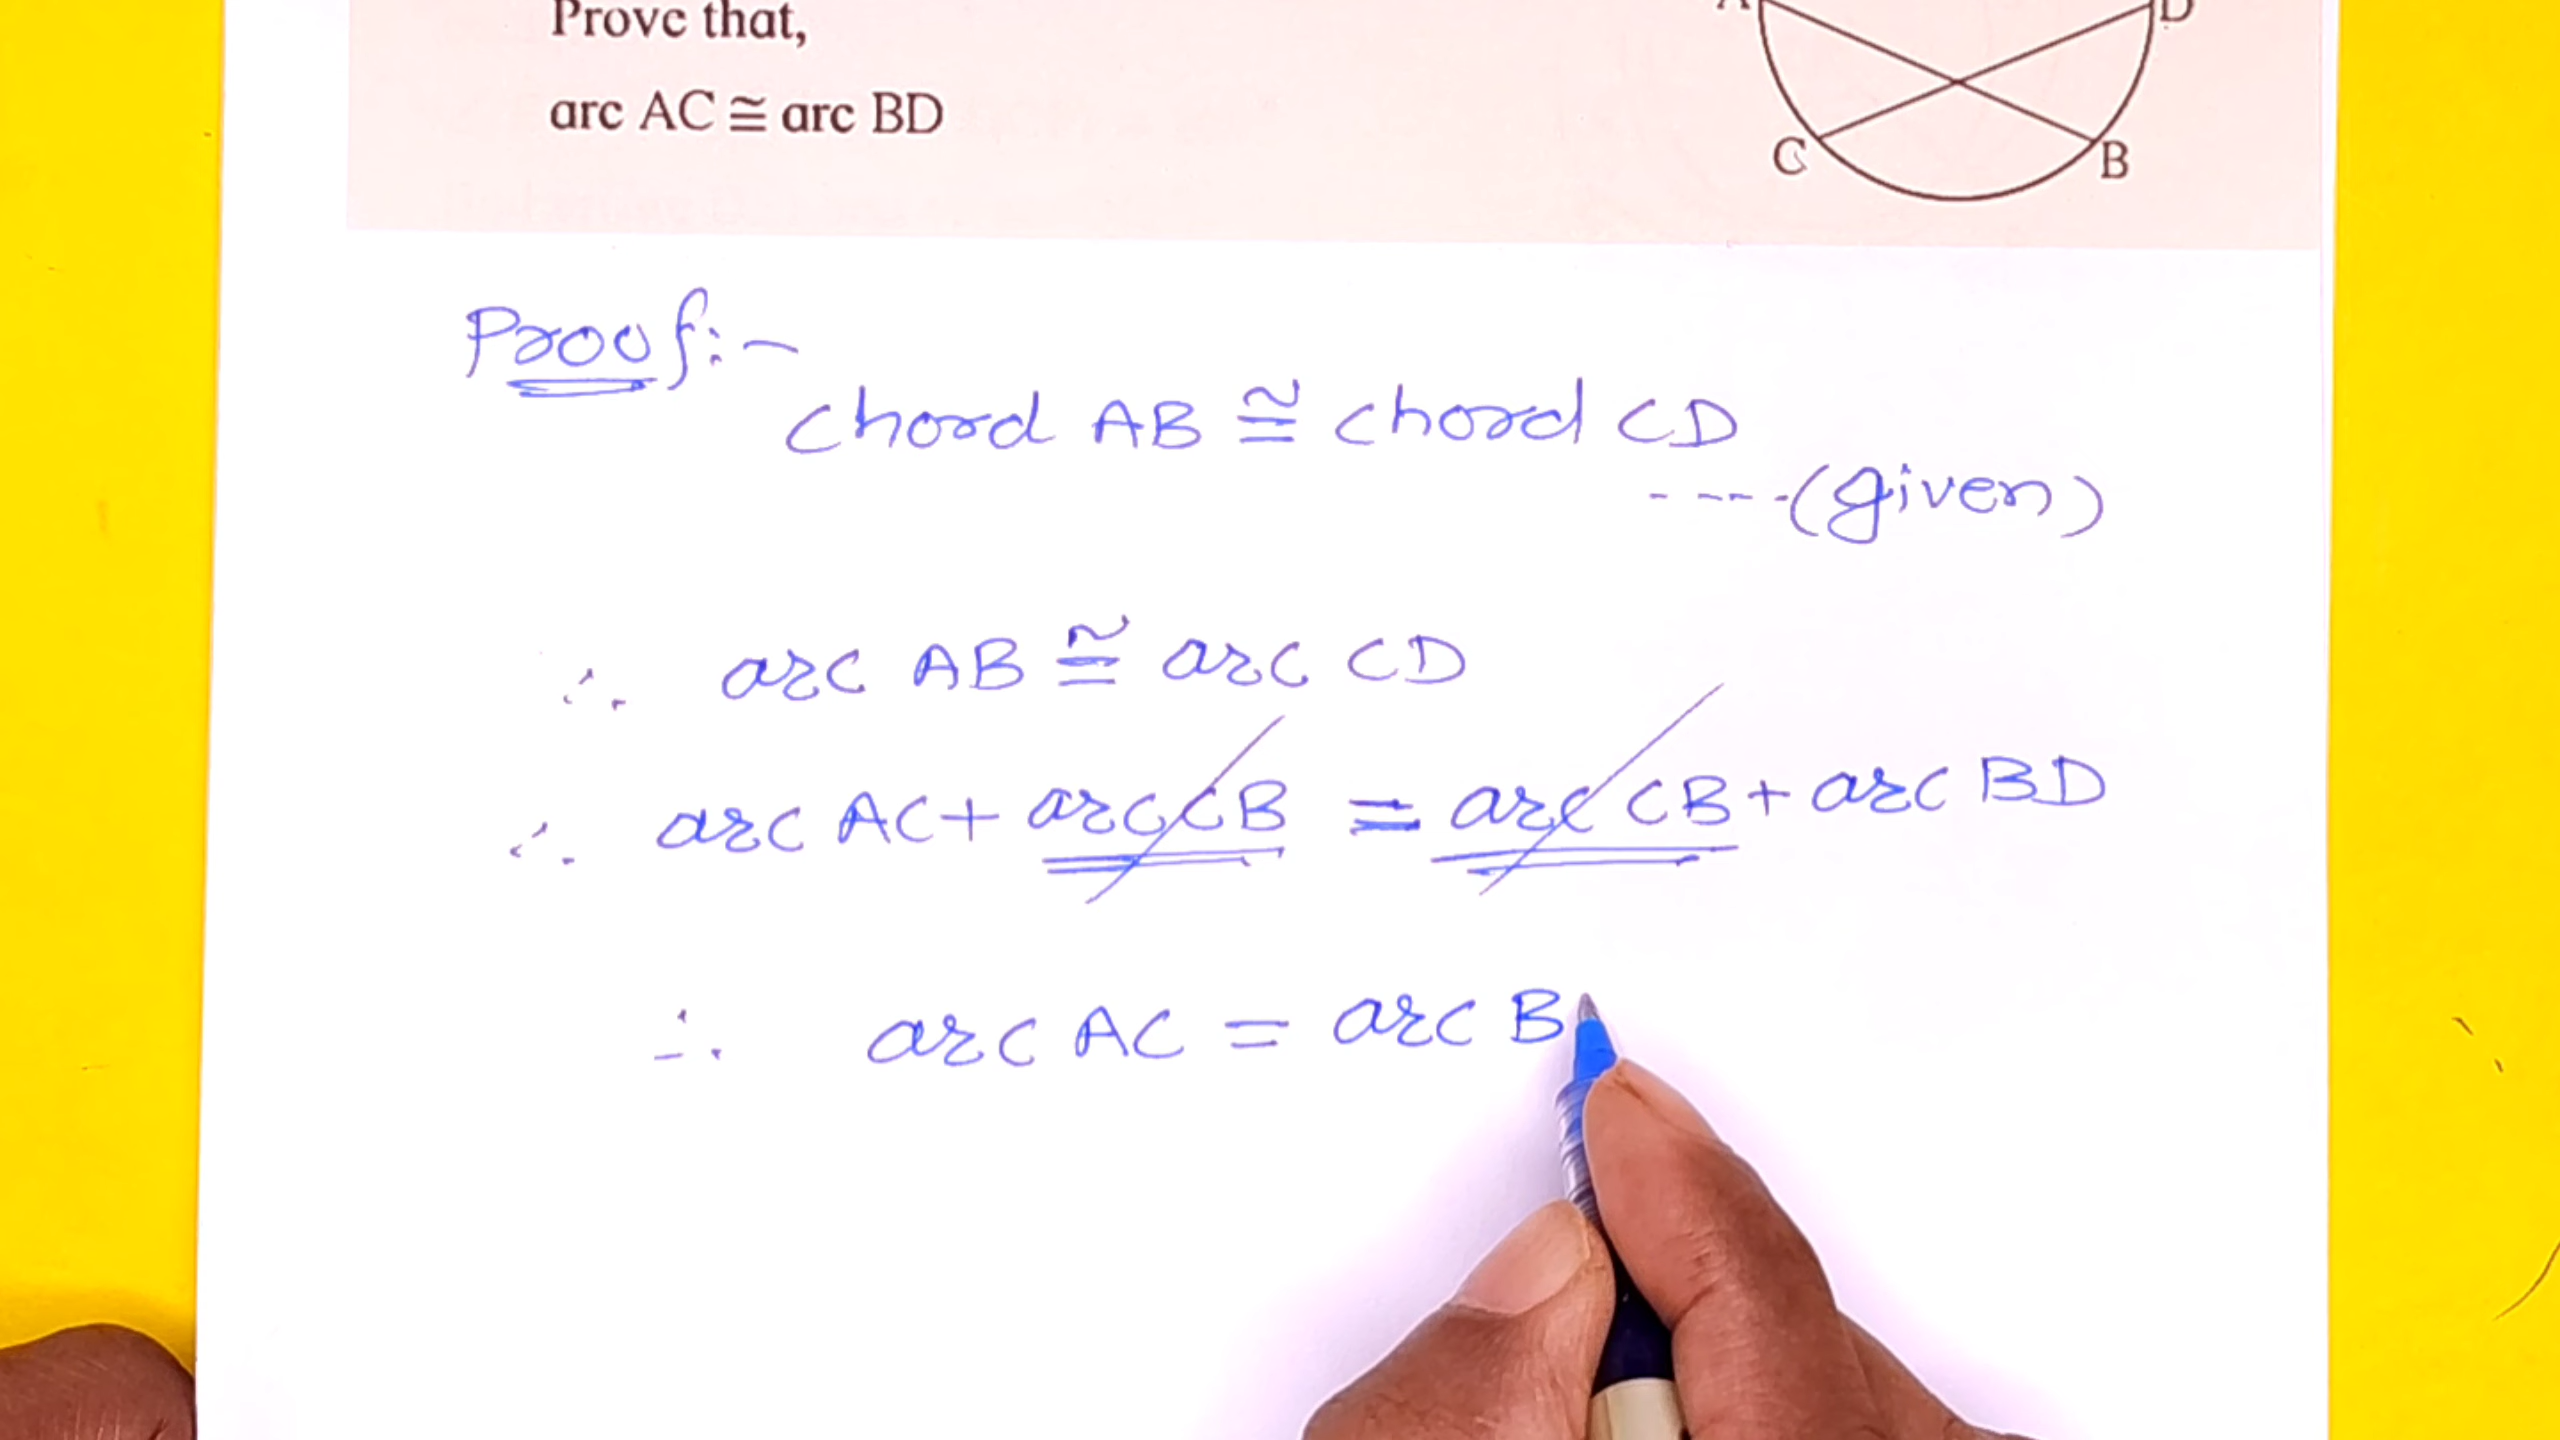 Prove that,
arc AC ≅ arc BD
A
D
C
B
Proof:-
chord AB ≅ chord CD
----(given)
∴ arc AB ≅ arc CD
∴ arc AC + arc CB = arc CB + arc BD
∴ arc AC = arc B